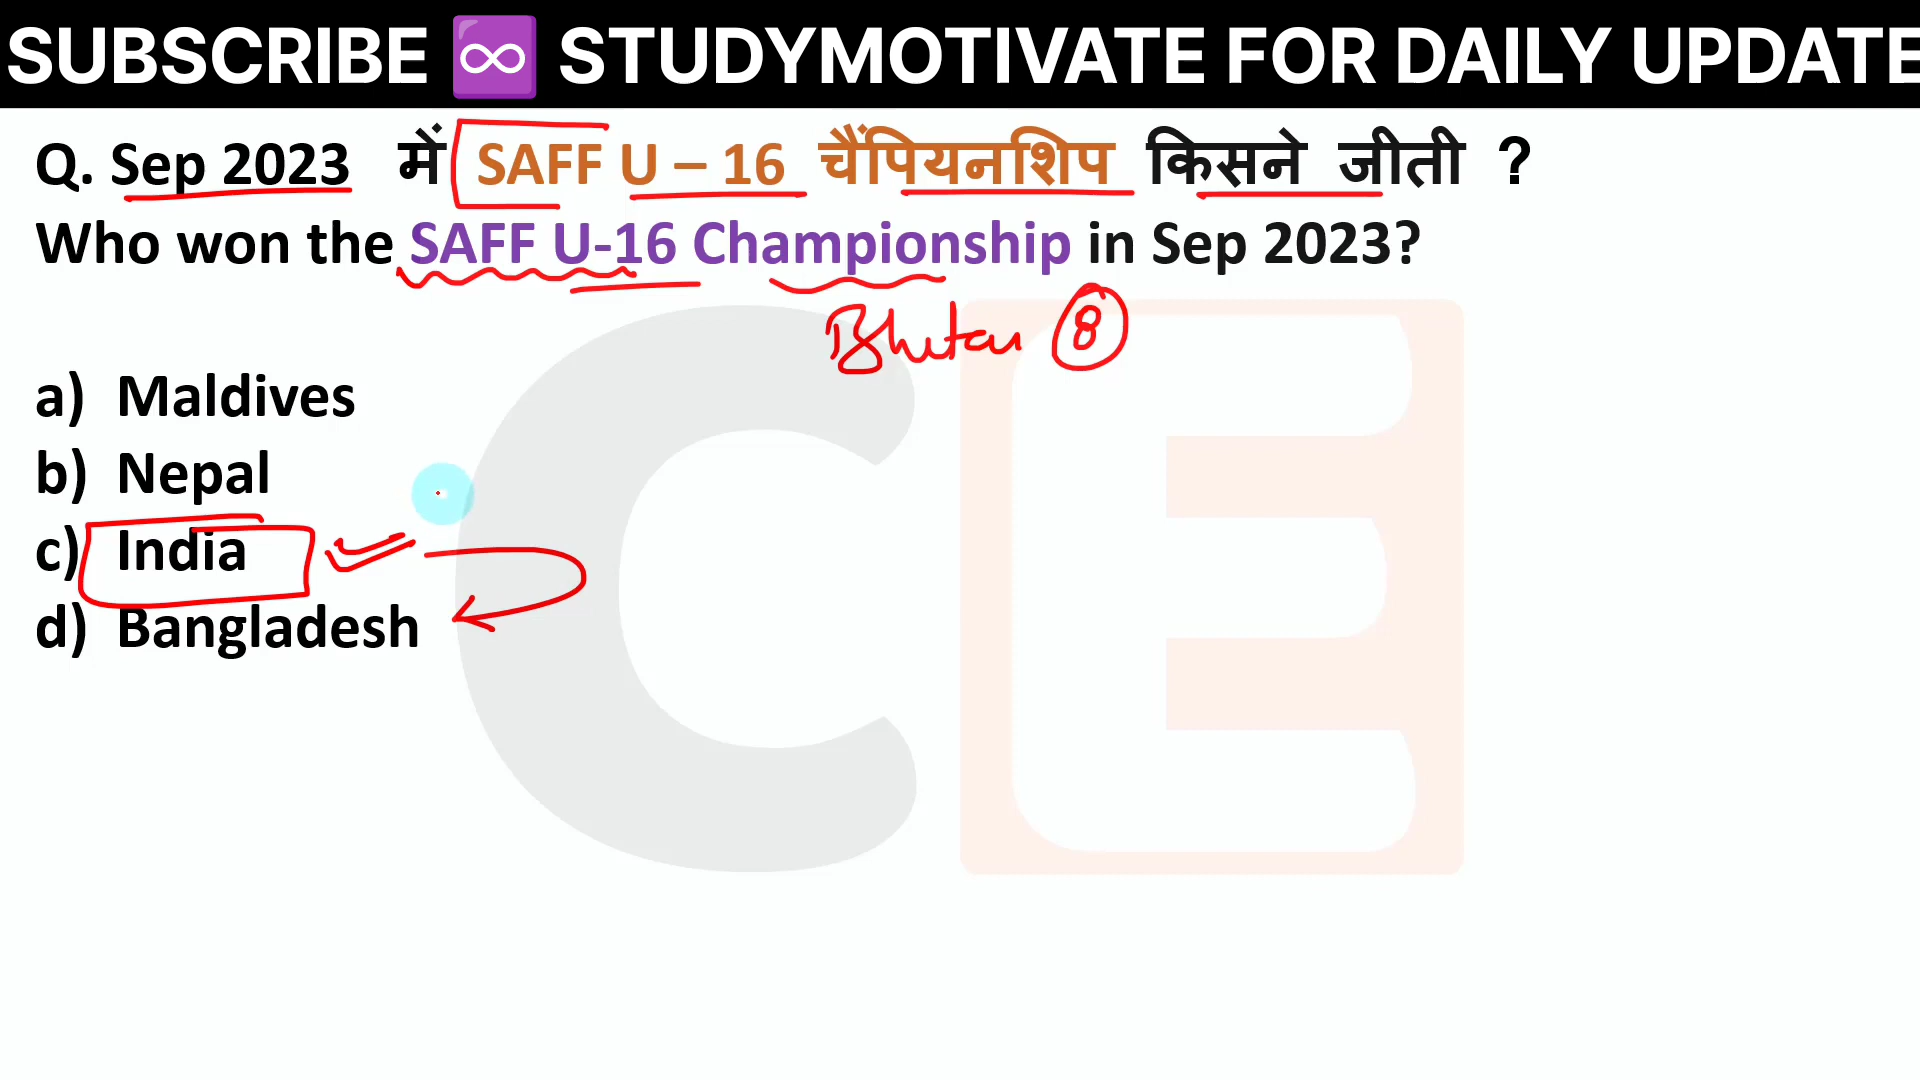 SUBSCRIBE ♾️ STUDYMOTIVATE FOR DAILY UPDATE
Q. Sep 2023 में SAFF U – 16 चैंपियनशिप किसने जीती ?
Who won the SAFF U-16 Championship in Sep 2023?
Bhutan 8
a) Maldives
b) Nepal
c) India
d) Bangladesh
CE